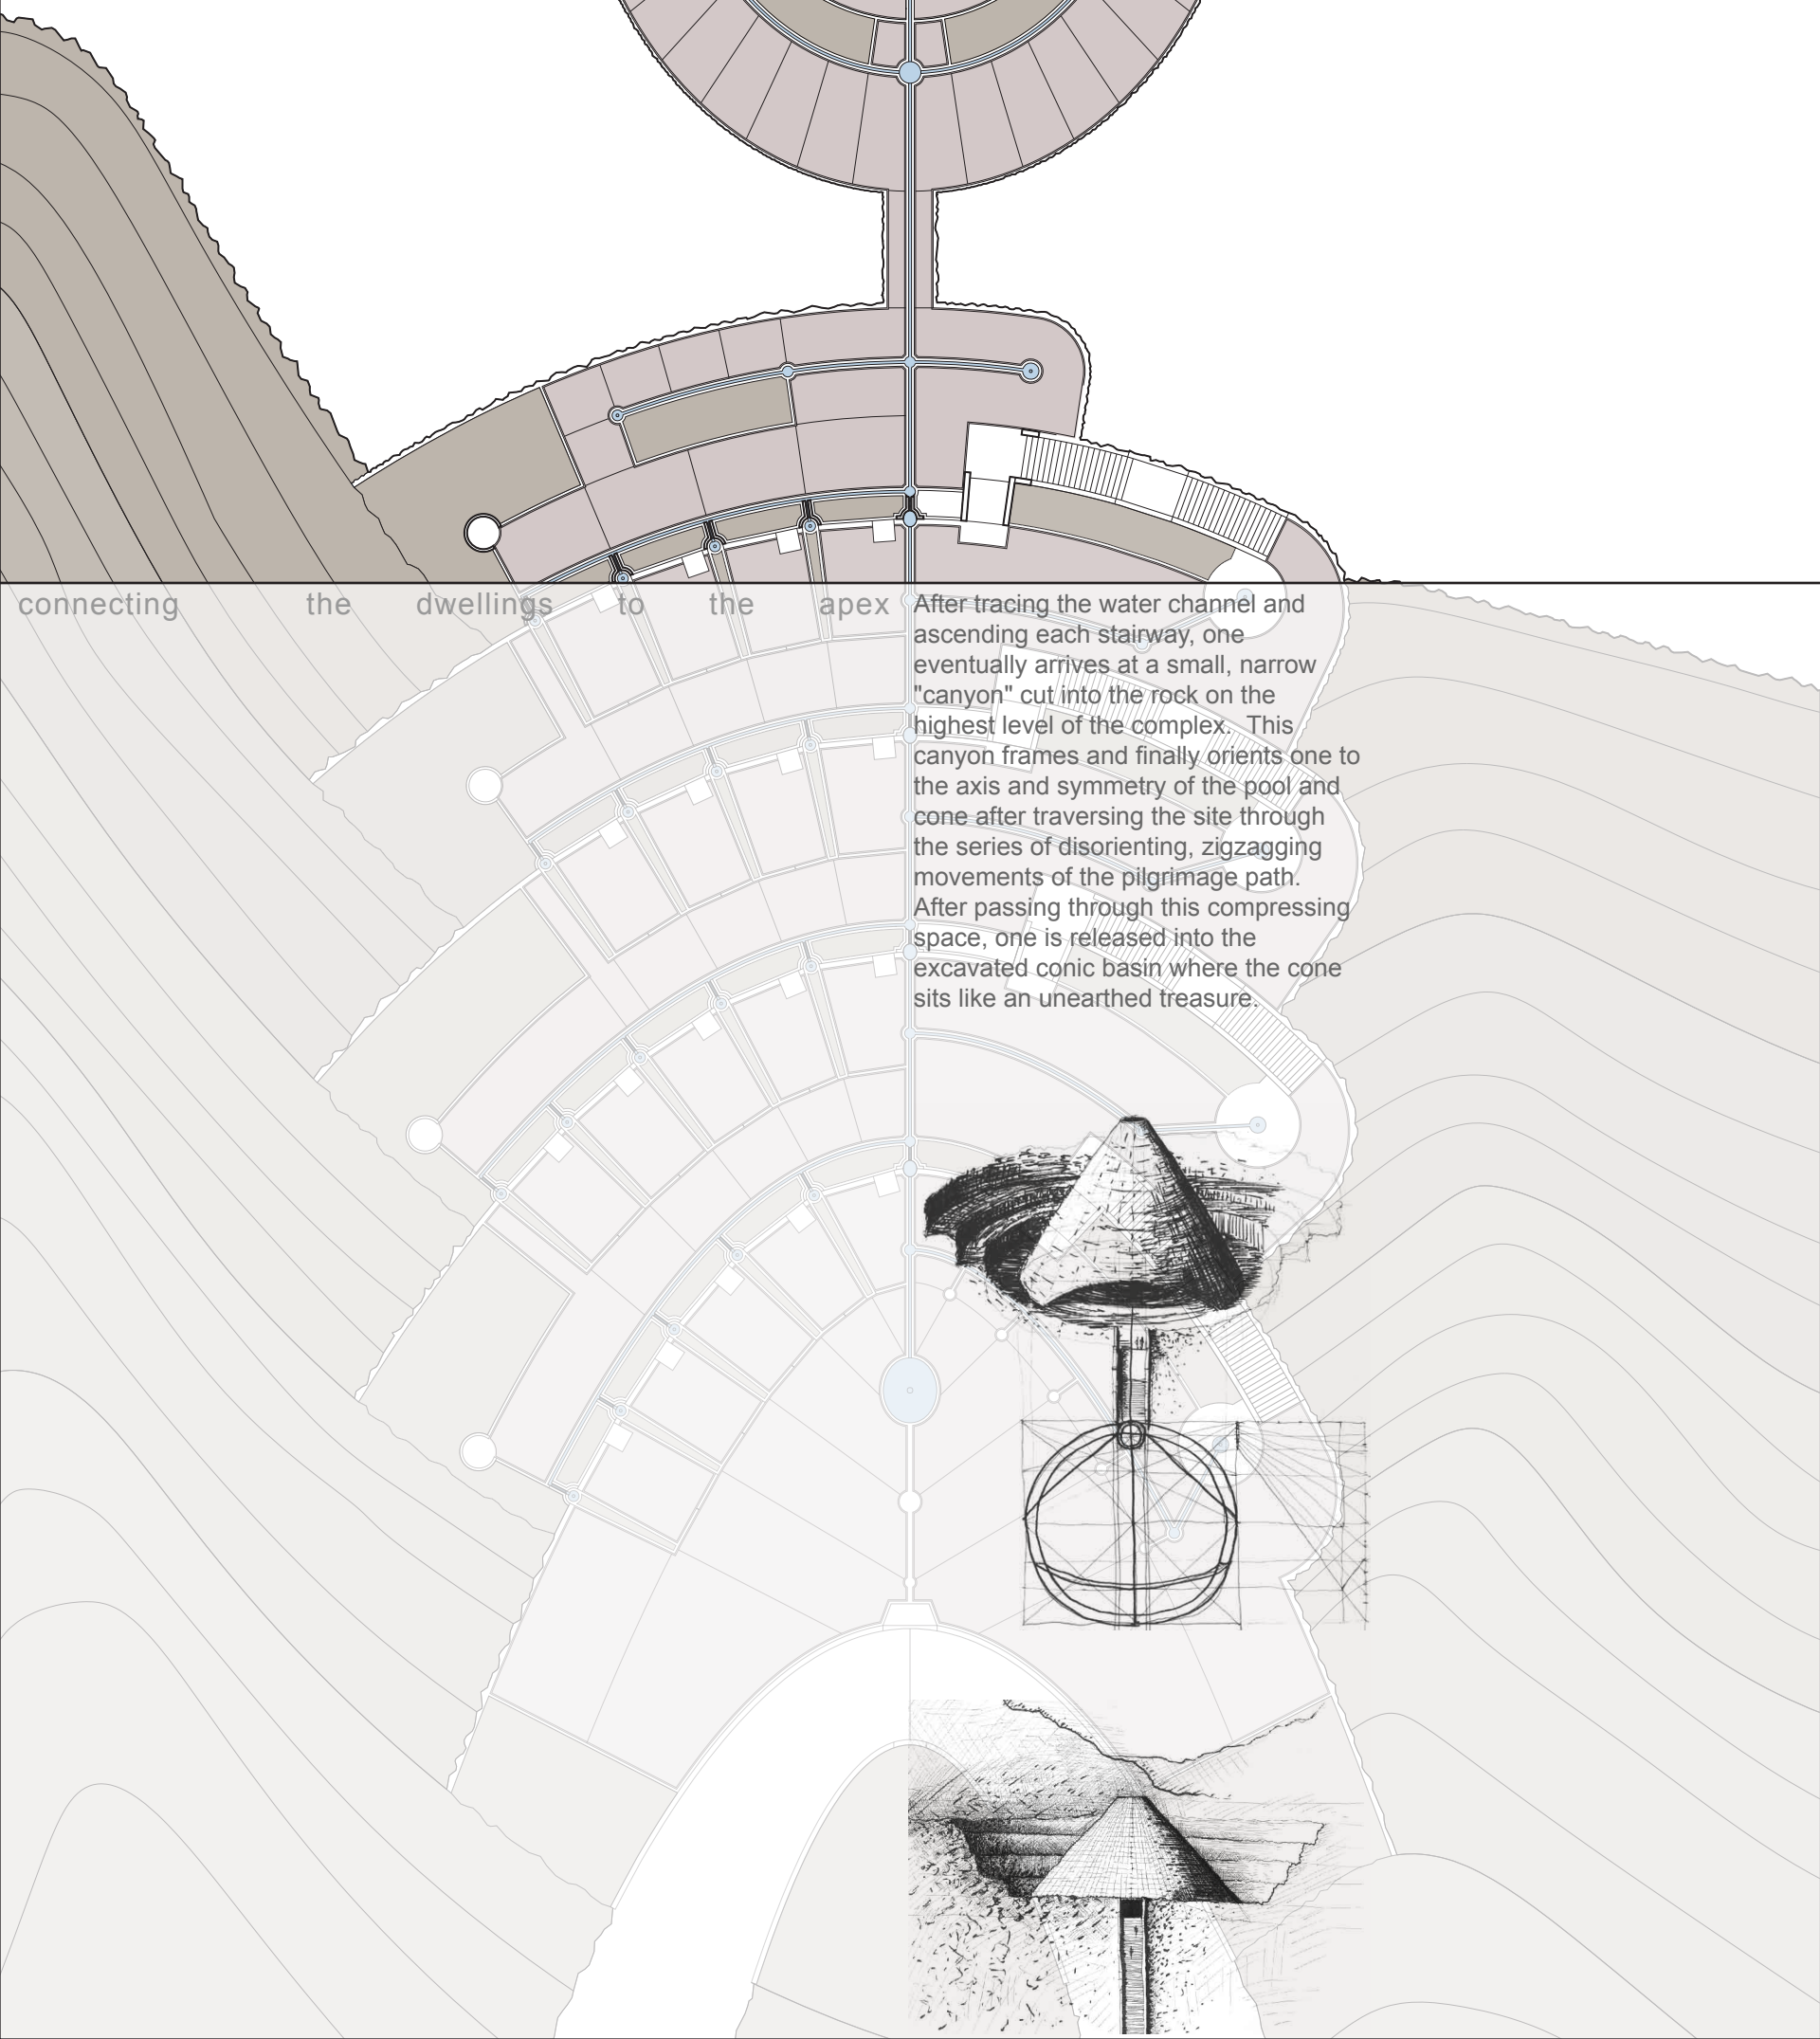 connecting the dwellings to the apex
After tracing the water channel and
ascending each stairway, one
eventually arrives at a small, narrow
"canyon" cut into the rock on the
highest level of the complex.  This
canyon frames and finally orients one to
the axis and symmetry of the pool and
cone after traversing the site through
the series of disorienting, zigzagging
movements of the pilgrimage path.
After passing through this compressing
space, one is released into the
excavated conic basin where the cone
sits like an unearthed treasure.